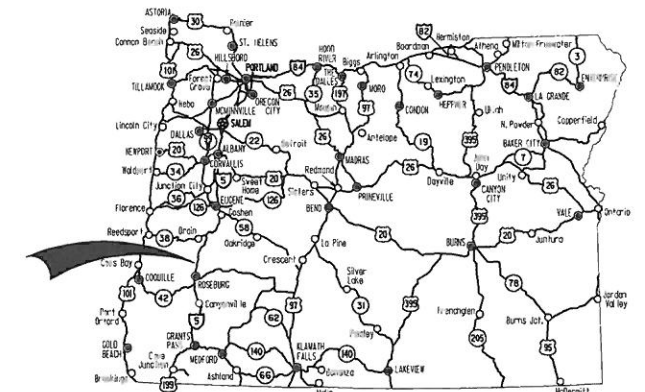 ASTORIA
30
Rainier
Seaside
Cannon Beach
26
ST. HELENS
HILLSBORO
PORTLAND
HOOD RIVER
84
THE DALLES
Biggs
Arlington
Boardman
82
Hermiston
Athena
Milton-Freewater
PENDLETON
3
82
ENTERPRISE
84
LA GRANDE
101
TILLAMOOK
Forest Grove
OREGON CITY
26
35
197
MORO
97
CONDON
74
Lexington
HEPPNER
Ukiah
395
N. Powder
Copperfield
Hebo
MCMINNVILLE
SALEM
Lincoln City
DALLAS
22
Detroit
26
Antelope
19
BAKER CITY
NEWPORT
20
ALBANY
CORVALLIS
MADRAS
26
7
Unity
26
Waldport
34
Junction City
5
Sweet Home
20
Sisters
Redmond
PRINEVILLE
Dayville
CANYON CITY
36
126
EUGENE
126
Florence
Goshen
BEND
395
VALE
Ontario
Reedsport
38
Drain
58
Oakridge
La Pine
20
BURNS
20
Juntura
Crescent
Coos Bay
COQUILLE
ROSEBURG
Silver Lake
78
42
Canyonville
97
31
395
Frenchglen
Burns Jct.
Jordan Valley
101
Port Orford
5
62
Paisley
205
95
GOLD BEACH
GRANTS PASS
MEDFORD
140
KLAMATH FALLS
140
LAKEVIEW
Cave Junction
Brookings
199
Ashland
66
Bonanza
McDermitt